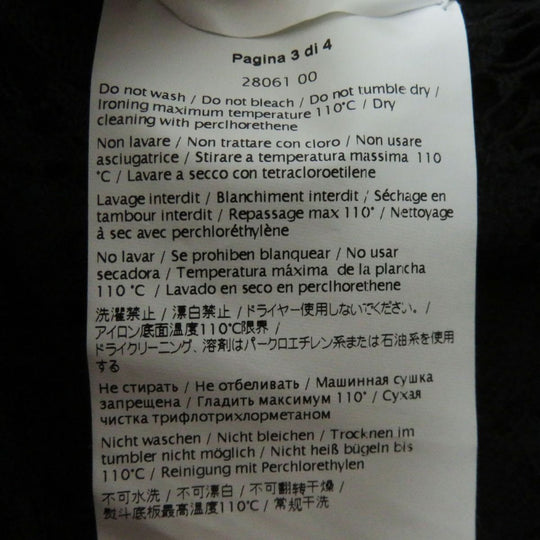 Pagina 3 di 4
28061 00
Do not wash / Do not bleach / Do not tumble dry /
Ironing maximum temperature 110°C / Dry
cleaning with perclhorethene
Non lavare / Non trattare con cloro / Non usare
asciugatrice / Stirare a temperatura massima 110
°C / Lavare a secco con tetracloroetilene
Lavage interdit / Blanchiment interdit / Séchage en
tambour interdit / Repassage max 110° / Nettoyage
à sec avec perchloréthylène
No lavar / Se prohiben blanquear / No usar
secadora / Temperatura máxima de la plancha
110 °C / Lavado en seco en perclhorethene
洗濯禁止 / 漂白禁止 / ドライヤー使用しないでください。 /
アイロン底面温度110℃限界 /
ドライクリーニング、溶剤はパークロエチレン系または石油系を使用
する
Не стирать / Не отбеливать / Машинная сушка
запрещена / Гладить максимум 110° / Сухая
чистка трифлотрихлорметаном
Nicht waschen / Nicht bleichen / Trocknen im
tumbler nicht möglich / Nicht heiß bügeln bis
110°C / Reinigung mit Perchlorethylen
不可水洗 / 不可漂白 / 不可翻转干燥 /
熨斗底板最高温度110℃ / 常规干洗